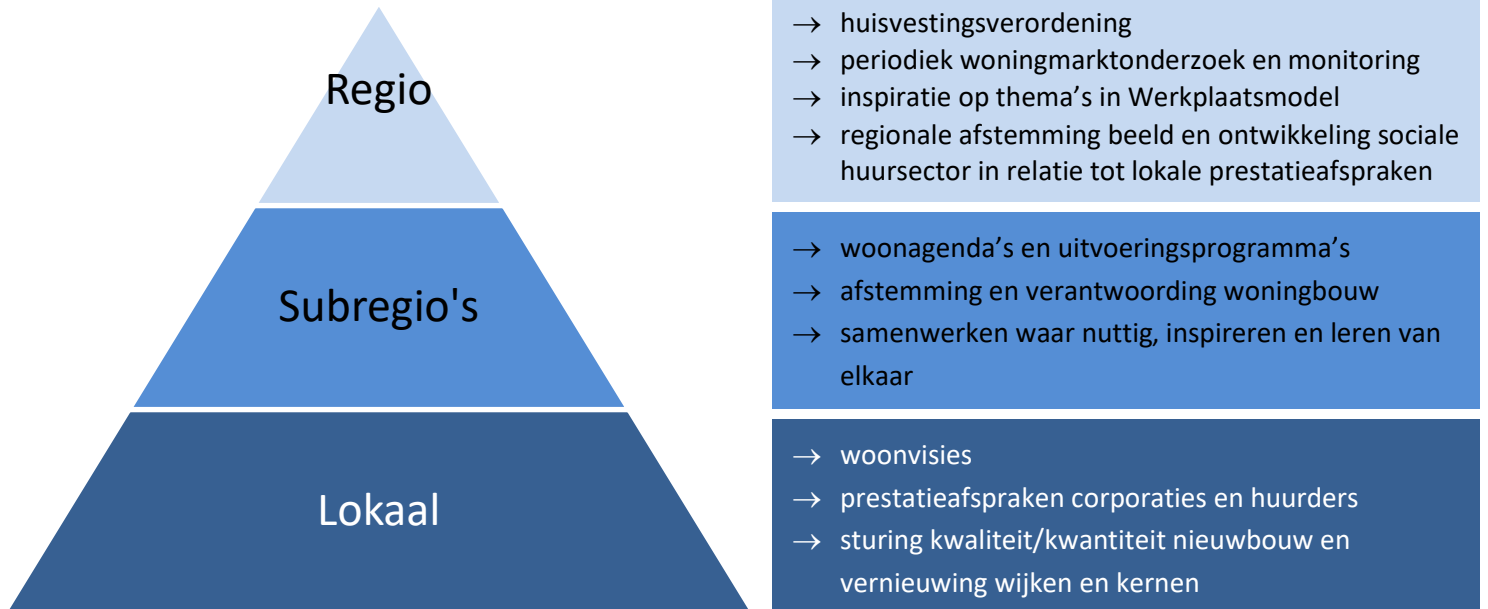 Regio
→ huisvestingsverordening
→ periodiek woningmarktonderzoek en monitoring
→ inspiratie op thema’s in Werkplaatsmodel
→ regionale afstemming beeld en ontwikkeling sociale
huursector in relatie tot lokale prestatieafspraken
Subregio's
→ woonagenda’s en uitvoeringsprogramma’s
→ afstemming en verantwoording woningbouw
→ samenwerken waar nuttig, inspireren en leren van
elkaar
Lokaal
→ woonvisies
→ prestatieafspraken corporaties en huurders
→ sturing kwaliteit/kwantiteit nieuwbouw en
vernieuwing wijken en kernen